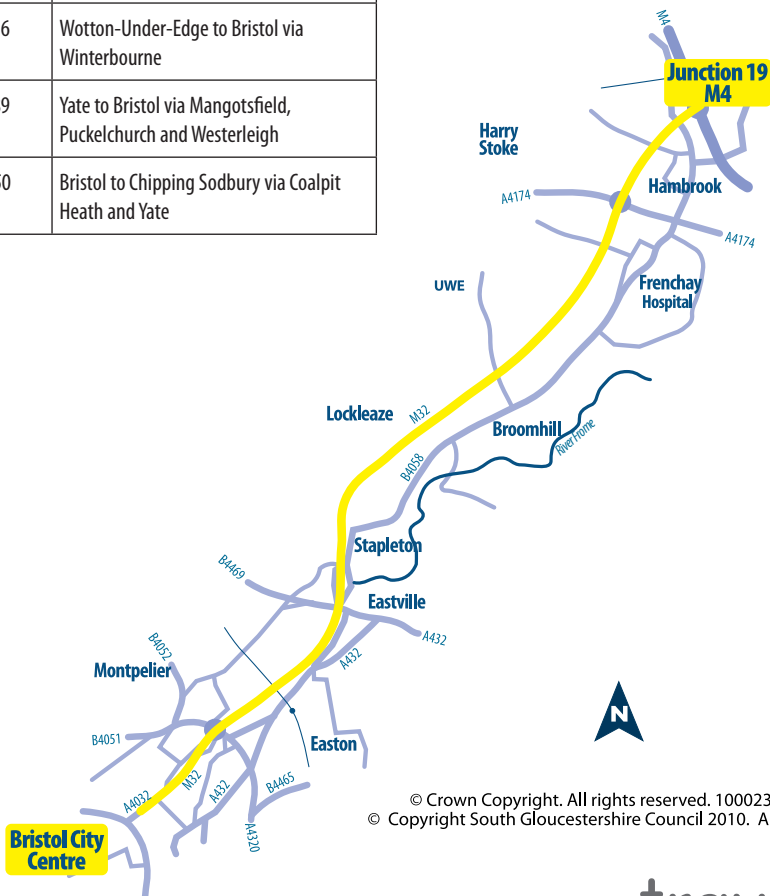 6 Wotton-Under-Edge to Bristol via
Winterbourne
9 Yate to Bristol via Mangotsfield,
Puckelchurch and Westerleigh
50 Bristol to Chipping Sodbury via Coalpit
Heath and Yate
M4
Junction 19
M4
Harry
Stoke
Hambrook
A4174
A4174
UWE
Frenchay
Hospital
Lockleaze
M32
Broomhill
River Frome
B4058
Stapleton
B4469
Eastville
A432
B4052
A432
Montpelier
N
B4051
Easton
M32
A432
B4465
A4032
A4320
Bristol City
Centre
© Crown Copyright. All rights reserved. 100023
© Copyright South Gloucestershire Council 2010. A